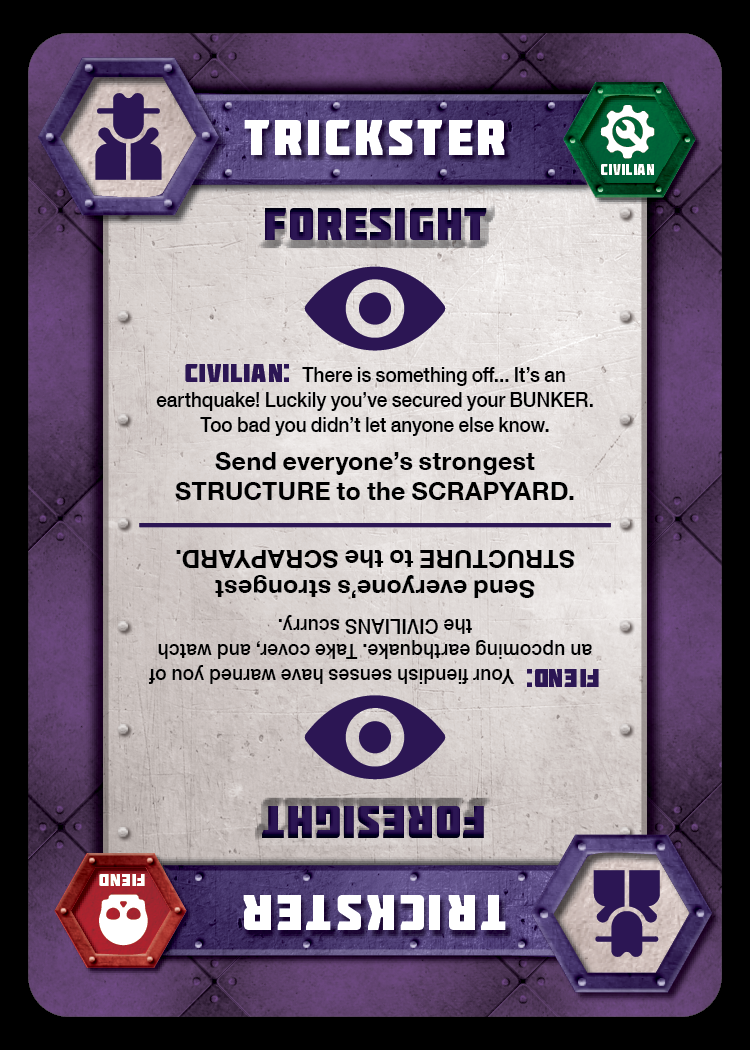 TRICKSTER
CIVILIAN
FORESIGHT
CIVILIAN: There is something off... It's an
earthquake! Luckily you've secured your BUNKER.
Too bad you didn't let anyone else know.
Send everyone's strongest
STRUCTURE to the SCRAPYARD.
TRICKSTER
FIEND
FORESIGHT
FIEND: Your fiendish senses have warned you of
an upcoming earthquake. Take cover, and watch
the CIVILIANS scurry.
Send everyone's strongest
STRUCTURE to the SCRAPYARD.